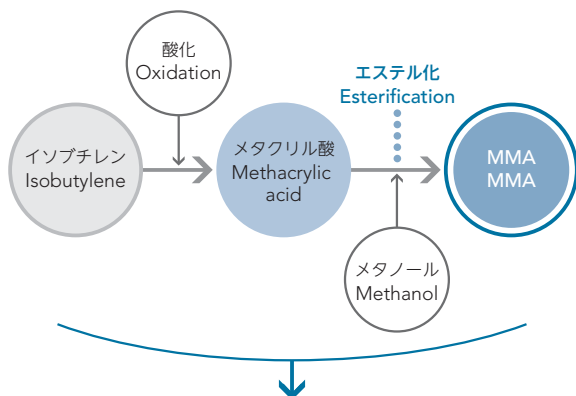 酸化
Oxidation
エステル化
Esterification
イソブチレン
Isobutylene
メタクリル酸
Methacrylic
acid
MMA
MMA
メタノール
Methanol